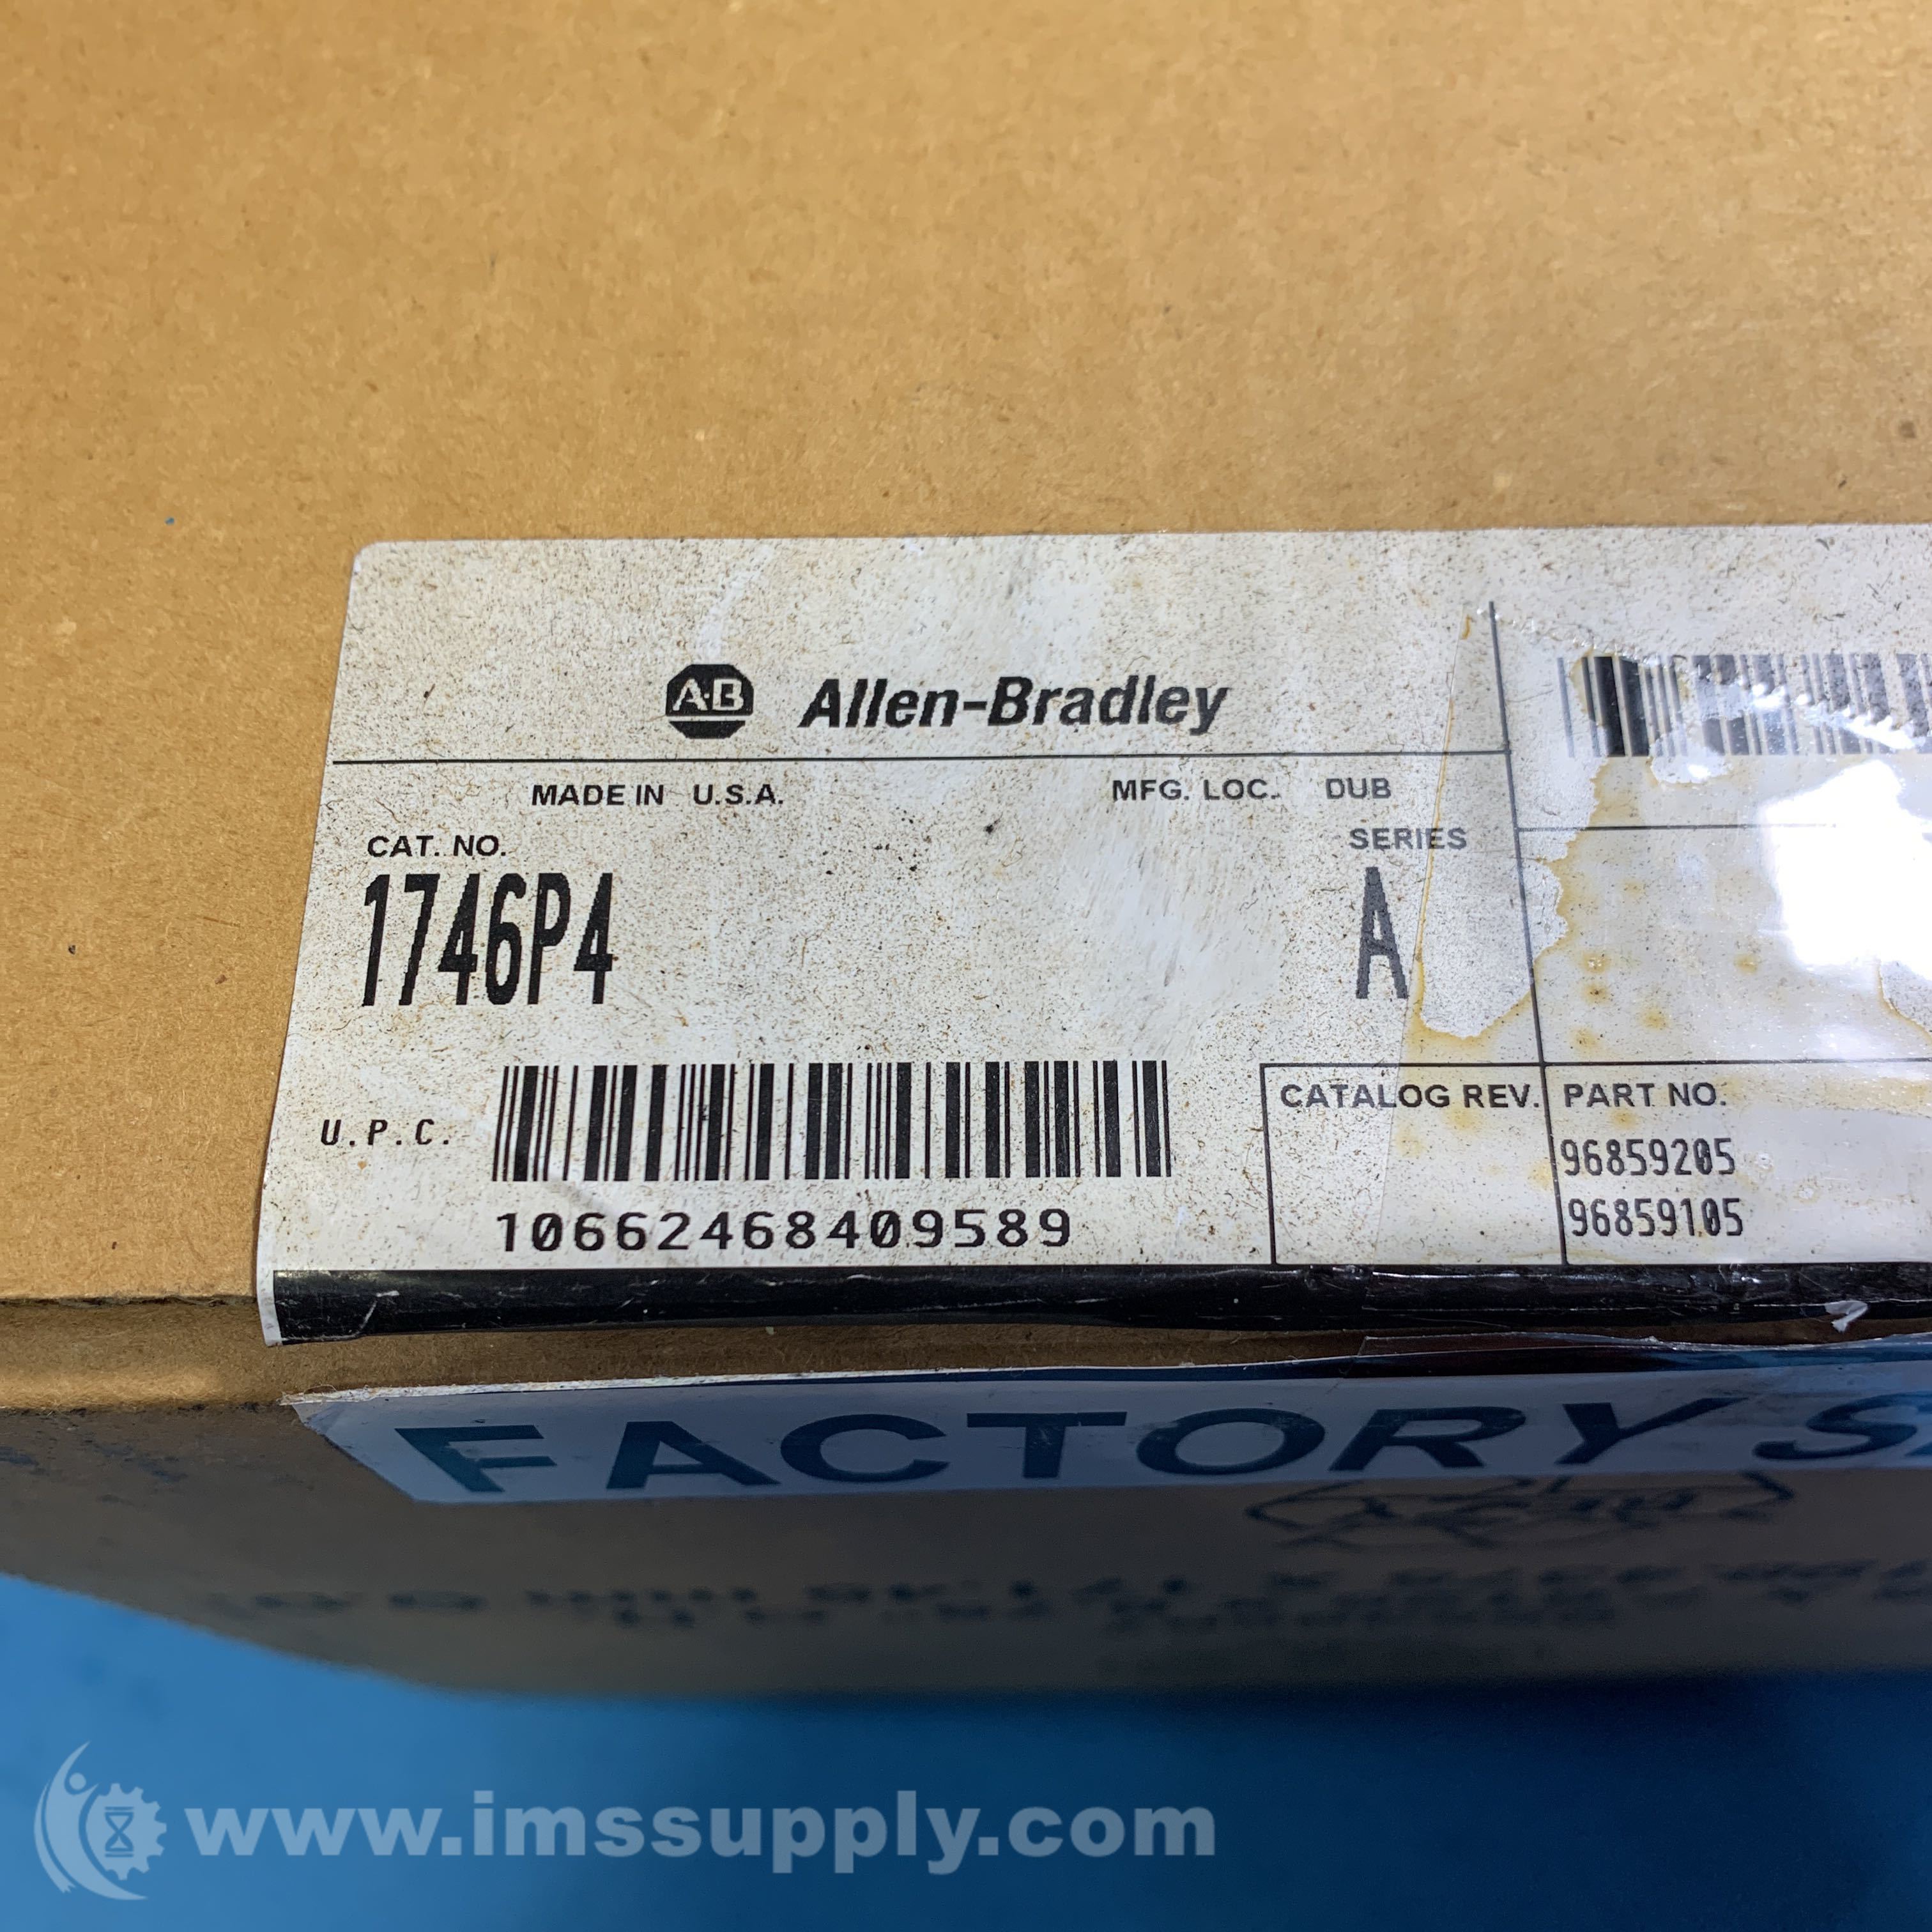 A-B Allen-Bradley
MADE IN U.S.A. MFG. LOC. DUB
CAT. NO. SERIES
1746P4 A
U.P.C.
10662468409589
CATALOG REV. PART NO.
96859205
96859105
FACTORY
www.imssupply.com